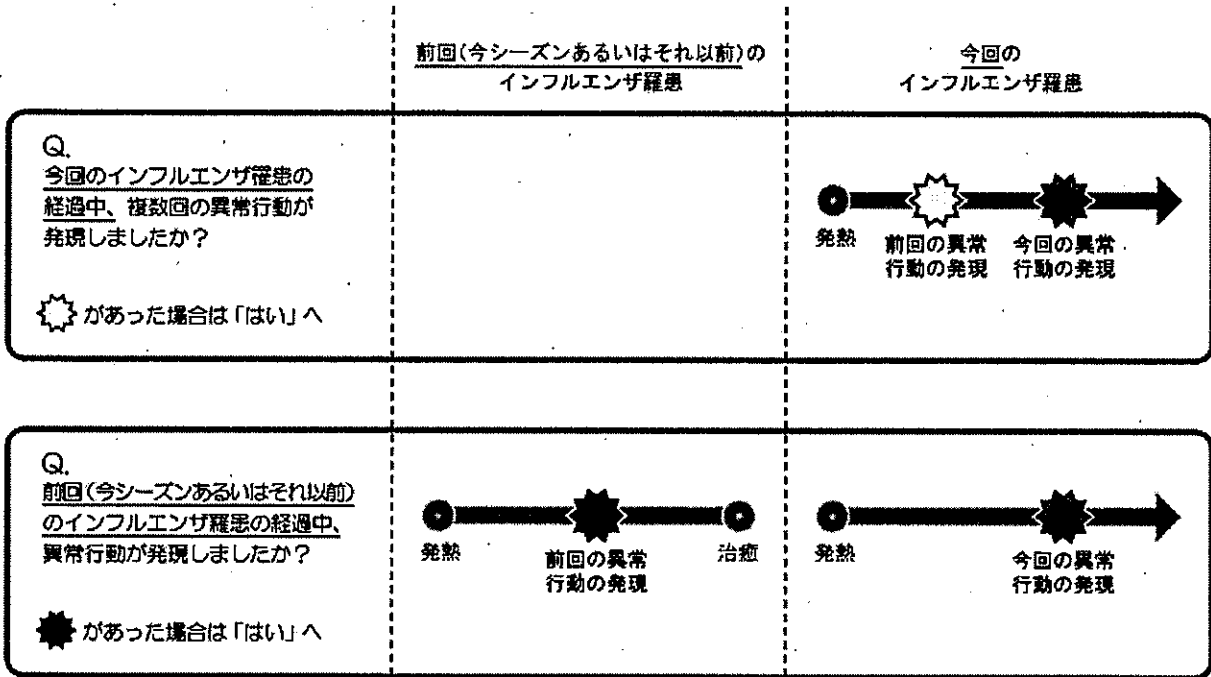 前回(今シーズンあるいはそれ以前)の
インフルエンザ罹患
今回の
インフルエンザ罹患
Q.
今回のインフルエンザ罹患の
経過中、複数回の異常行動が
発現しましたか?
があった場合は「はい」へ
発熱
前回の異常
行動の発現
今回の異常
行動の発現
Q.
前回(今シーズンあるいはそれ以前)
のインフルエンザ罹患の経過中、
異常行動が発現しましたか?
があった場合は「はい」へ
発熱
前回の異常
行動の発現
治癒
発熱
今回の異常
行動の発現